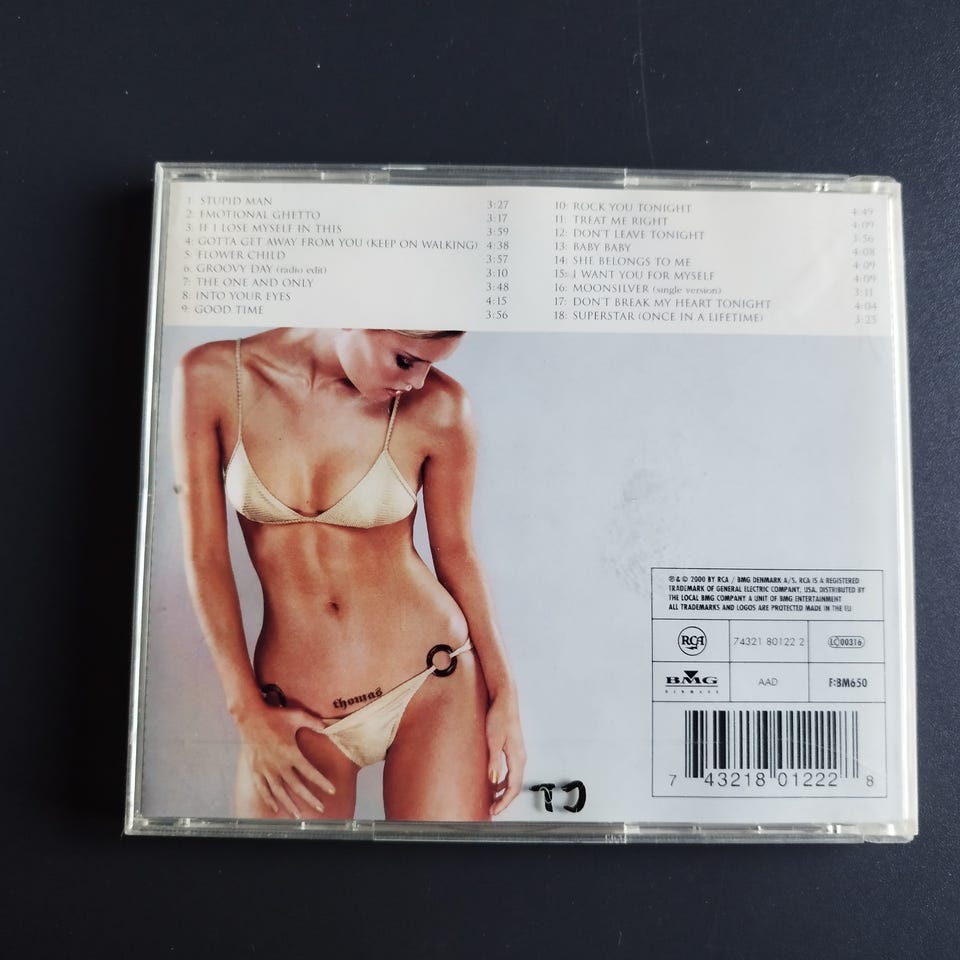 1: STUPID MAN 3:27
2: EMOTIONAL GHETTO 3:17
3: IF I LOSE MYSELF IN THIS 3:59
4: GOTTA GET AWAY FROM YOU (KEEP ON WALKING) 4:38
5: FLOWER CHILD 3:57
6: GROOVY DAY (radio edit) 3:10
7: THE ONE AND ONLY 3:48
8: INTO YOUR EYES 4:15
9: GOOD TIME 3:56
10: ROCK YOU TONIGHT 4:49
11: TREAT ME RIGHT 4:09
12: DON'T LEAVE TONIGHT 3:56
13: BABY BABY 4:08
14: SHE BELONGS TO ME 4:09
15: I WANT YOU FOR MYSELF 4:09
16: MOONSILVER (single version) 3:11
17: DON'T BREAK MY HEART TONIGHT 4:04
18: SUPERSTAR (ONCE IN A LIFETIME) 3:25
thomas
℗ & © 2000 BY RCA / BMG DENMARK A/S. RCA IS A REGISTERED
TRADEMARK OF GENERAL ELECTRIC COMPANY, USA. DISTRIBUTED BY
THE LOCAL BMG COMPANY A UNIT OF BMG ENTERTAINMENT
ALL TRADEMARKS AND LOGOS ARE PROTECTED MADE IN THE EU
RCA 74321 80122 2 LC 00316
BMG AAD F:BM650
DENMARK
7 43218 01222 8